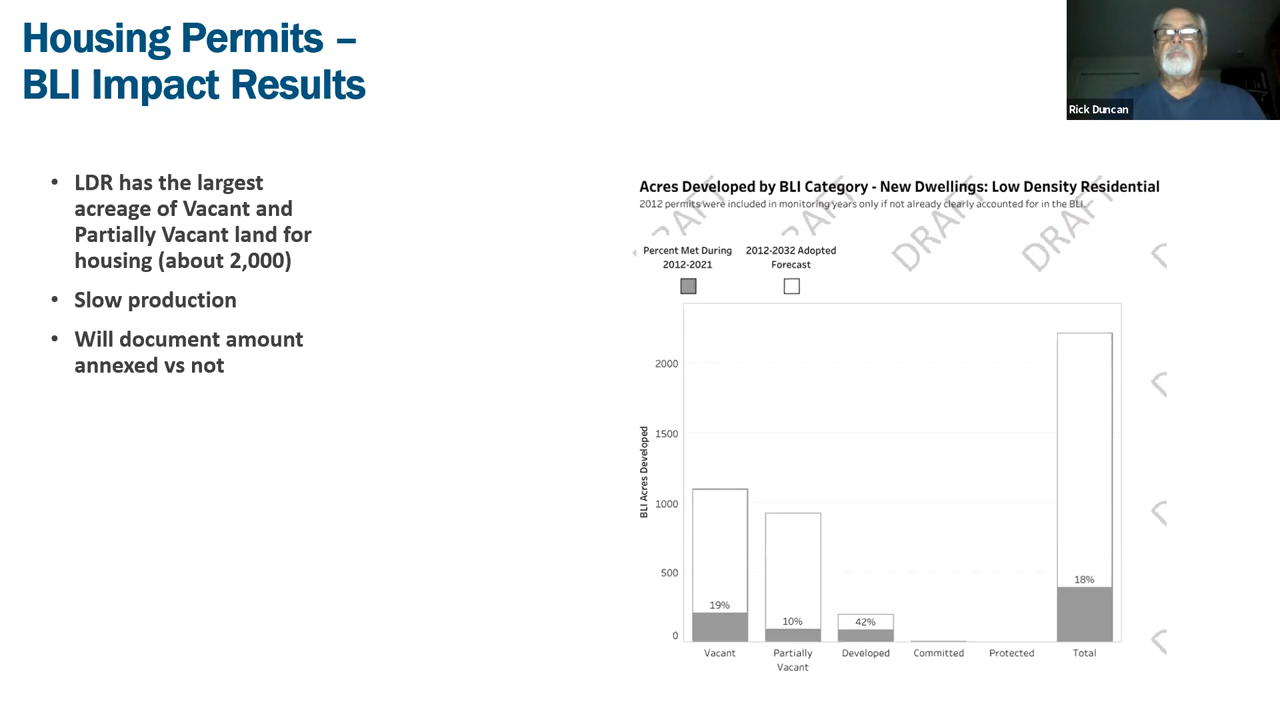 Housing Permits –
BLI Impact Results
Rick Duncan
• LDR has the largest
acreage of Vacant and
Partially Vacant land for
housing (about 2,000)
• Slow production
• Will document amount
annexed vs not
Acres Developed by BLI Category - New Dwellings: Low Density Residential
2012 permits were included in monitoring years only if not already clearly accounted for in the BLI.
DRAFT
DRAFT
Percent Met During
2012-2021
2012-2032 Adopted
Forecast
BLI Acres Developed
2000
1500
1000
500
0
19%
10%
42%
18%
Vacant
Partially
Vacant
Developed
Committed
Protected
Total